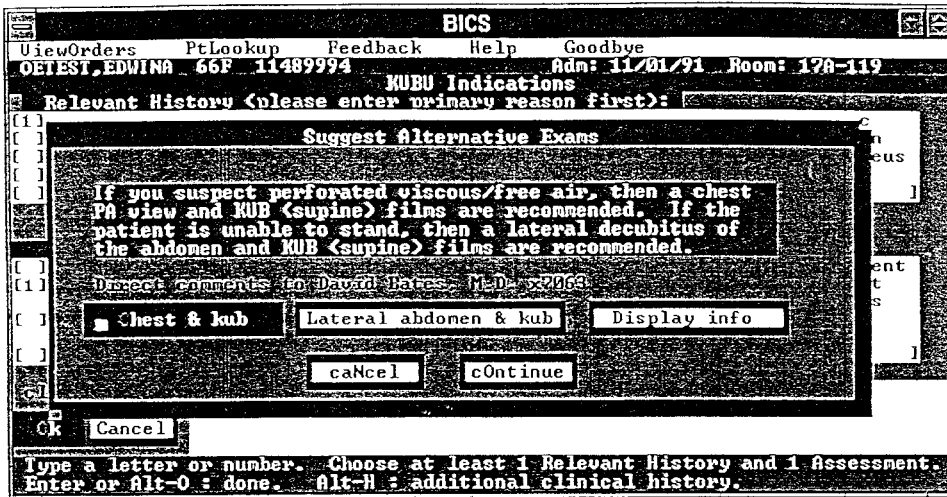 BICS
ViewOrders PtLookup Feedback Help Goodbye
OETEST,EDWINA 66F 11489994 Adm: 11/01/91 Room: 17A-119
KUBU Indications
Relevant History <please enter primary reason first>:
[1] c
[ ] n
[ ] eus
[ ]
[ ] ]
Suggest Alternative Exams
If you suspect perforated viscous/free air, then a chest
PA view and KUB <supine> films are recommended. If the
patient is unable to stand, then a lateral decubitus of
the abdomen and KUB <supine> films are recommended.
[ ] ent
[1] t
s
[ ]
[ ] ]
Direct comments to David Bates, M.D. x7063
Chest & kub Lateral abdomen & kub Display info
caNcel cOntinue
Ok Cancel
Type a letter or number. Choose at least 1 Relevant History and 1 Assessment.
Enter or Alt-O : done. Alt-H : additional clinical history.